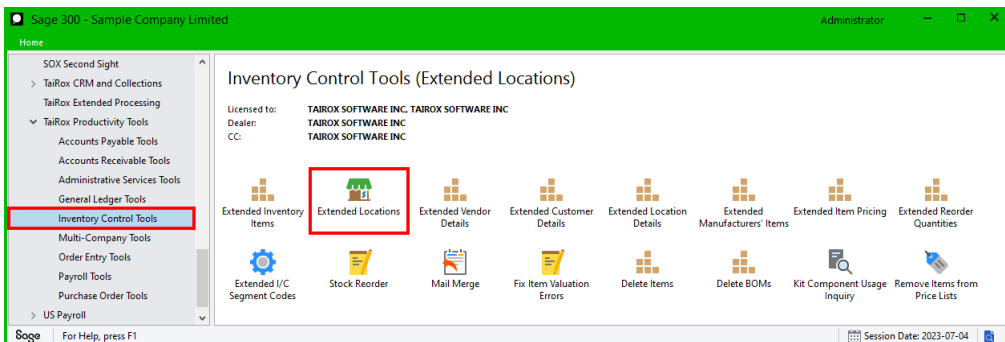 Sage 300 - Sample Company Limited
Administrator
Home
SOX Second Sight
TaiRox CRM and Collections
TaiRox Extended Processing
TaiRox Productivity Tools
Accounts Payable Tools
Accounts Receivable Tools
Administrative Services Tools
General Ledger Tools
Inventory Control Tools
Multi-Company Tools
Order Entry Tools
Payroll Tools
Purchase Order Tools
US Payroll
Inventory Control Tools (Extended Locations)
Licensed to: TAIROX SOFTWARE INC, TAIROX SOFTWARE INC
Dealer: TAIROX SOFTWARE INC
CC: TAIROX SOFTWARE INC
Extended Inventory
Items
Extended Locations
Extended Vendor
Details
Extended Customer
Details
Extended Location
Details
Extended
Manufacturers' Items
Extended Item Pricing
Extended Reorder
Quantities
Extended I/C
Segment Codes
Stock Reorder
Mail Merge
Fix Item Valuation
Errors
Delete Items
Delete BOMs
Kit Component Usage
Inquiry
Remove Items from
Price Lists
Sage
For Help, press F1
Session Date: 2023-07-04